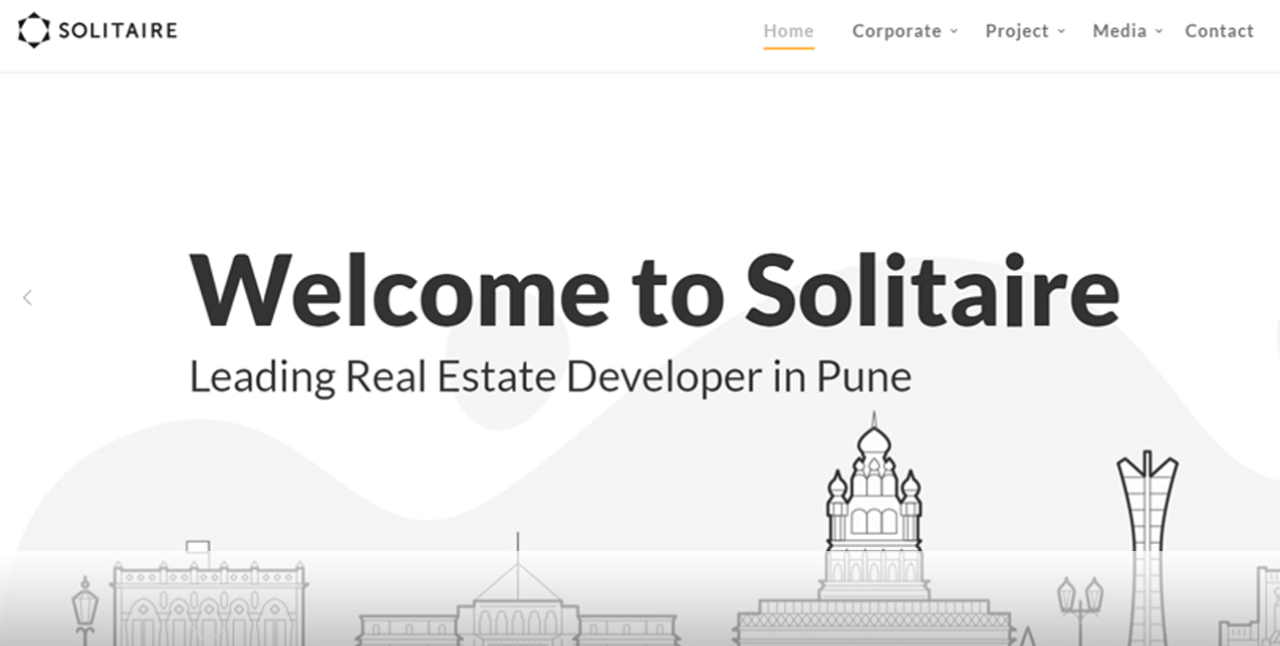 SOLITAIRE
Home Corporate Project Media Contact
Welcome to Solitaire
Leading Real Estate Developer in Pune